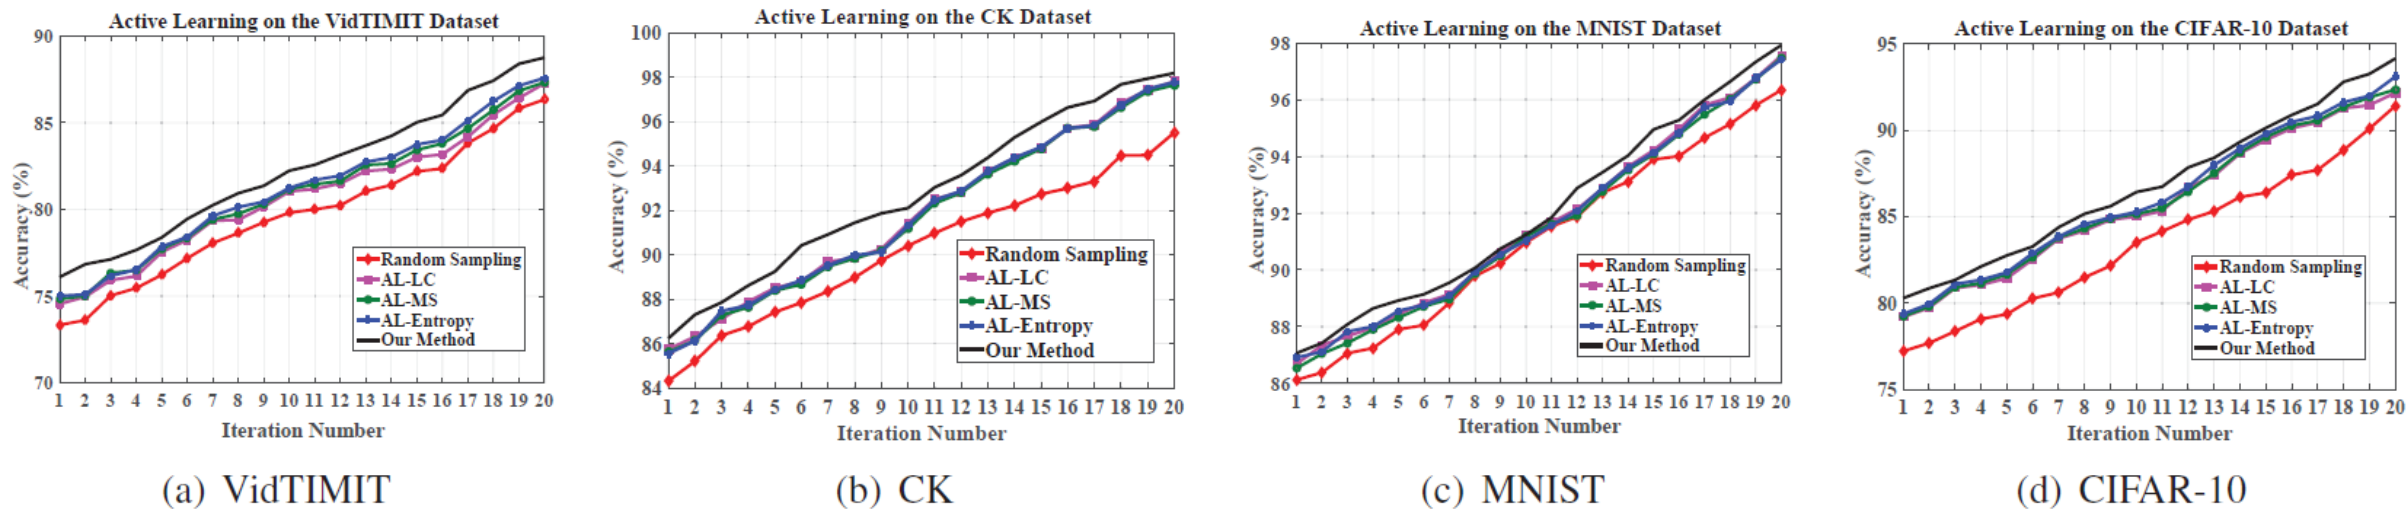 Active Learning on the VidTIMIT Dataset
90
85
80
75
70
Accuracy (%)
1 2 3 4 5 6 7 8 9 10 11 12 13 14 15 16 17 18 19 20
Iteration Number
Random Sampling
AL-LC
AL-MS
AL-Entropy
Our Method
(a) VidTIMIT
Active Learning on the CK Dataset
100
98
96
94
92
90
88
86
84
Accuracy (%)
1 2 3 4 5 6 7 8 9 10 11 12 13 14 15 16 17 18 19 20
Iteration Number
Random Sampling
AL-LC
AL-MS
AL-Entropy
Our Method
(b) CK
Active Learning on the MNIST Dataset
98
96
94
92
90
88
86
Accuracy (%)
1 2 3 4 5 6 7 8 9 10 11 12 13 14 15 16 17 18 19 20
Iteration Number
Random Sampling
AL-LC
AL-MS
AL-Entropy
Our Method
(c) MNIST
Active Learning on the CIFAR-10 Dataset
95
90
85
80
75
Accuracy (%)
1 2 3 4 5 6 7 8 9 10 11 12 13 14 15 16 17 18 19 20
Iteration Number
Random Sampling
AL-LC
AL-MS
AL-Entropy
Our Method
(d) CIFAR-10